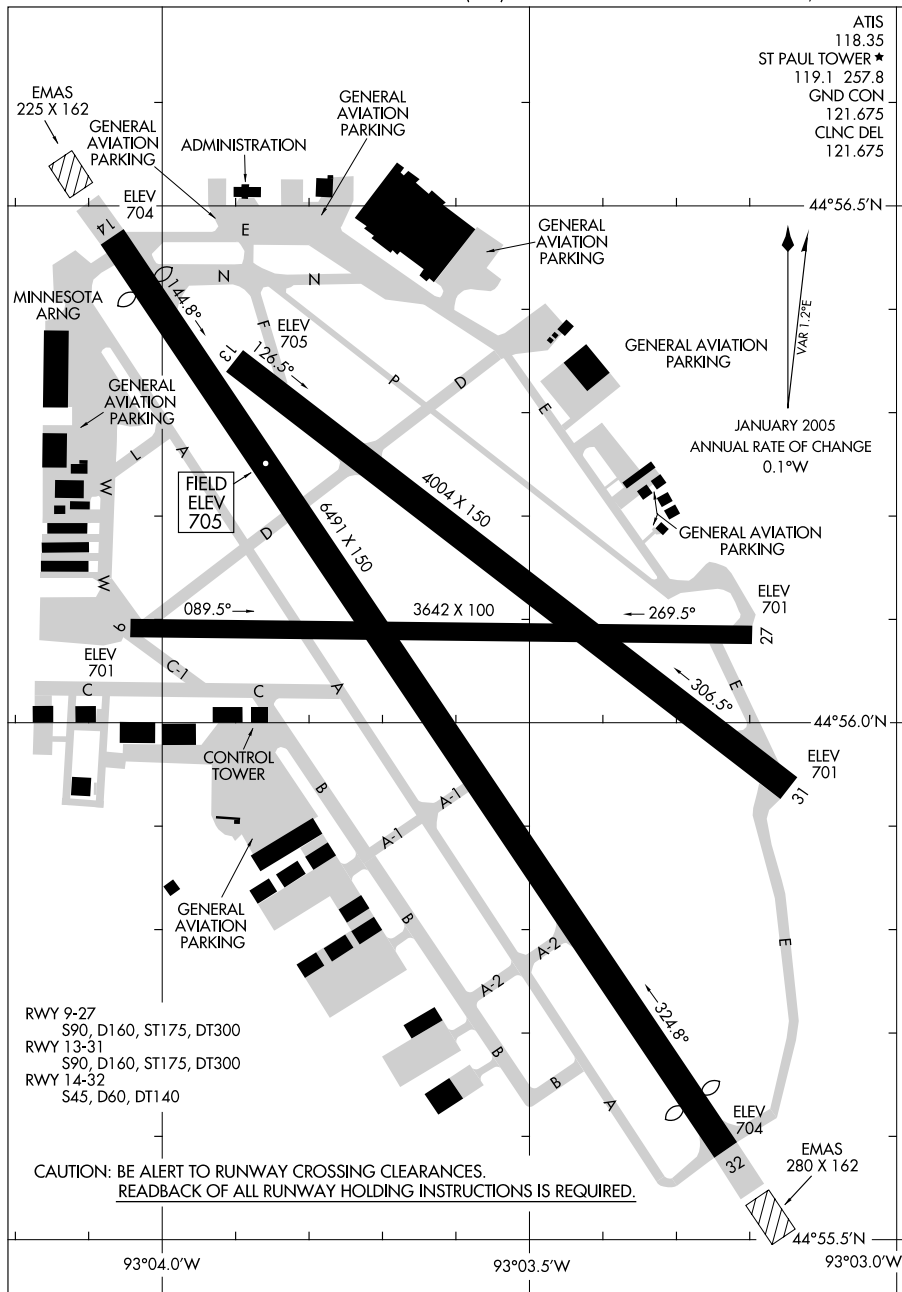 ATIS
118.35
ST PAUL TOWER ★
119.1 257.8
GND CON
121.675
CLNC DEL
121.675
EMAS
225 X 162
GENERAL
AVIATION
PARKING
ADMINISTRATION
GENERAL
AVIATION
PARKING
ELEV
704
44°56.5'N
14
E
GENERAL
AVIATION
PARKING
N
N
144.8°
MINNESOTA
ARNG
VAR 1.2°E
F
ELEV
705
13
126.5°
GENERAL AVIATION
PARKING
P
D
E
GENERAL
AVIATION
PARKING
JANUARY 2005
ANNUAL RATE OF CHANGE
0.1°W
L
A
W
FIELD
ELEV
705
4004 X 150
6491 X 150
D
GENERAL AVIATION
PARKING
W
ELEV
701
9
089.5°
3642 X 100
269.5°
27
ELEV
701
C-1
C
C
A
306.5°
E
44°56.0'N
CONTROL
TOWER
ELEV
701
31
B
A-1
A-1
GENERAL
AVIATION
PARKING
B
A-2
A-2
E
324.8°
RWY 9-27
S90, D160, ST175, DT300
RWY 13-31
S90, D160, ST175, DT300
RWY 14-32
S45, D60, DT140
B
B
A
ELEV
704
32
EMAS
280 X 162
CAUTION: BE ALERT TO RUNWAY CROSSING CLEARANCES.
READBACK OF ALL RUNWAY HOLDING INSTRUCTIONS IS REQUIRED.
44°55.5'N
93°04.0'W
93°03.5'W
93°03.0'W